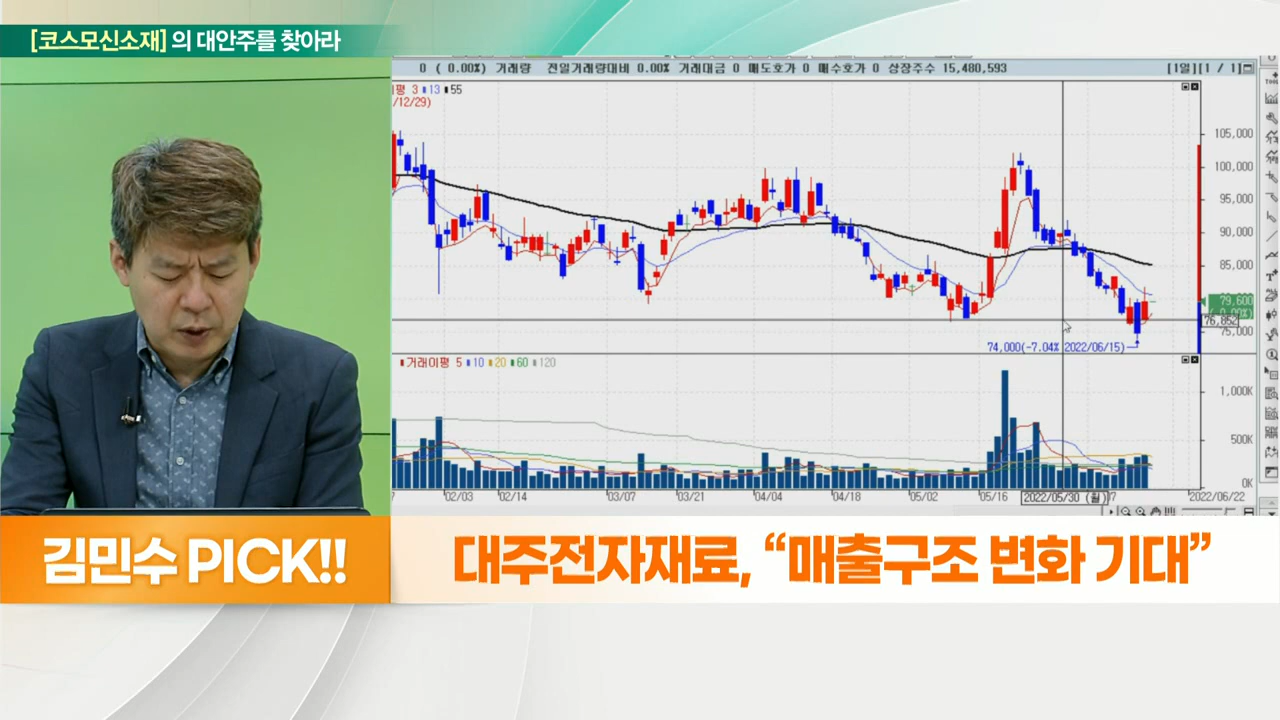 [코스모신소재] 의 대안주를 찾아라
0 ( 0.00%) 거래량 전일거래량대비 0.00% 거래대금 0 매도호가 0 매수호가 0 상장주수 15,480,593 [1일][1 / 1]
이평 3 13 55
/12/29)
105,000
100,000
95,000
90,000
85,000
79,600
76,862
75,000
74,000(-7.04% 2022/06/15)
거래이평 5 10 20 60 120
1,000K
500K
0K
02/03 02/14 03/07 03/21 04/04 04/18 05/02 05/16 2022/05/30 (월) 2022/06/22
김민수 PICK!!
대주전자재료, “매출구조 변화 기대”